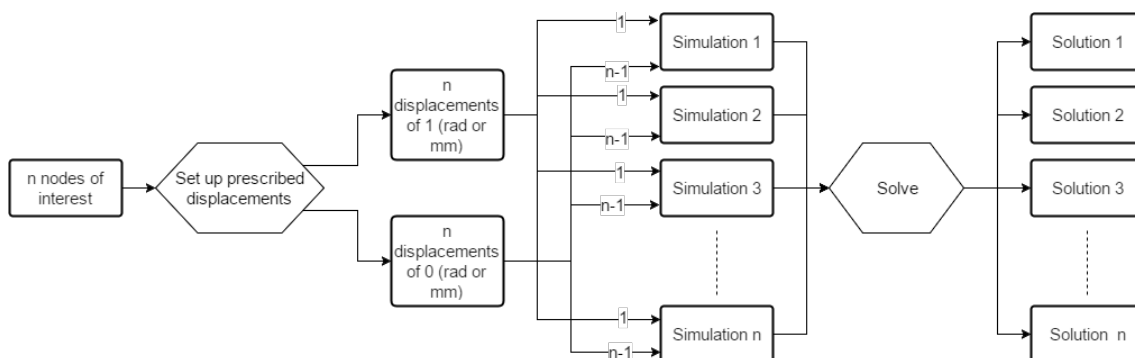 n nodes of
interest
Set up prescribed
displacements
n
displacements
of 1 (rad or
mm)
n
displacements
of 0 (rad or
mm)
1
n-1
1
n-1
1
n-1
1
n-1
Simulation 1
Simulation 2
Simulation 3
Simulation n
Solve
Solution 1
Solution 2
Solution 3
Solution n